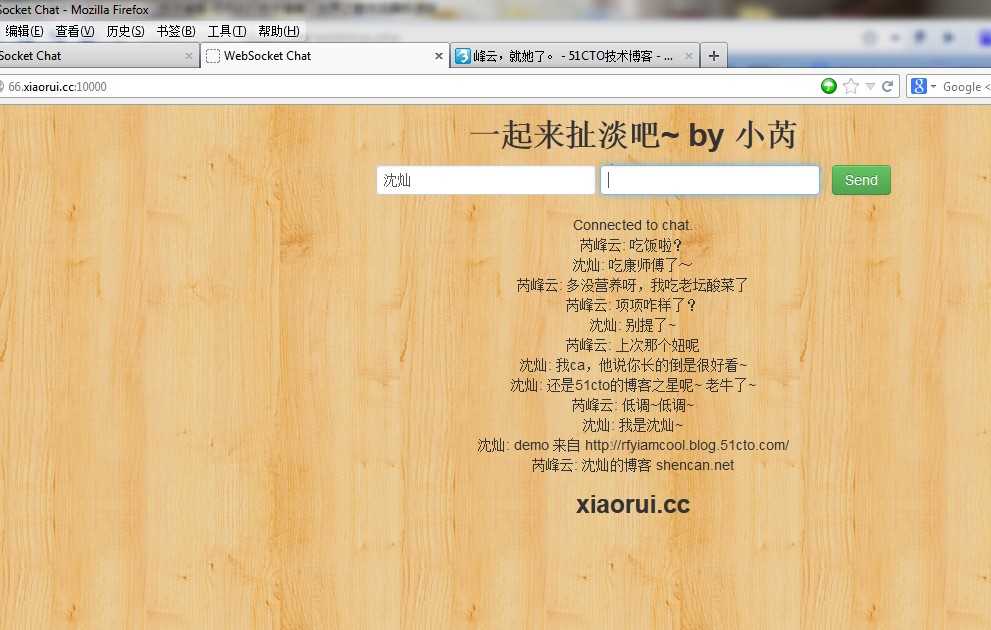 Socket Chat - Mozilla Firefox
编辑(E) 查看(V) 历史(S) 书签(B) 工具(T) 帮助(H)
Socket Chat
WebSocket Chat
峰云，就她了。 - 51CTO技术博客 - ...
66.xiaorui.cc:10000
Google <
一起来扯淡吧~ by 小芮
沈灿
Send
Connected to chat.
芮峰云: 吃饭啦？
沈灿: 吃康师傅了～
芮峰云: 多没营养呀，我吃老坛酸菜了
芮峰云: 项项咋样了？
沈灿: 别提了~
芮峰云: 上次那个妞呢
沈灿: 我ca，他说你长的倒是很好看~
沈灿: 还是51cto的博客之星呢~ 老牛了~
芮峰云: 低调~低调~
沈灿: 我是沈灿~
沈灿: demo 来自 http://rfyiamcool.blog.51cto.com/
芮峰云: 沈灿的博客 shencan.net
xiaorui.cc